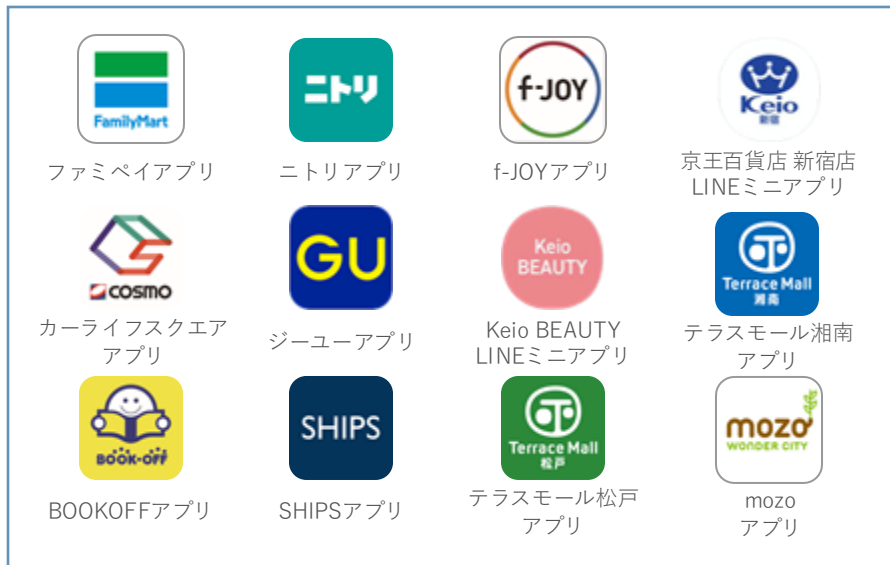 FamilyMart
ファミペイアプリ
ニトリ
ニトリアプリ
f-JOY
f-JOYアプリ
Keio
新宿
京王百貨店 新宿店
LINEミニアプリ
COSMO
カーライフスクエア
アプリ
GU
ジーユーアプリ
Keio
BEAUTY
Keio BEAUTY
LINEミニアプリ
Terrace Mall
湘南
テラスモール湘南
アプリ
BOOK-OFF
BOOKOFFアプリ
SHIPS
SHIPSアプリ
Terrace Mall
松戸
テラスモール松戸
アプリ
mozo
WONDER CITY
mozo
アプリ